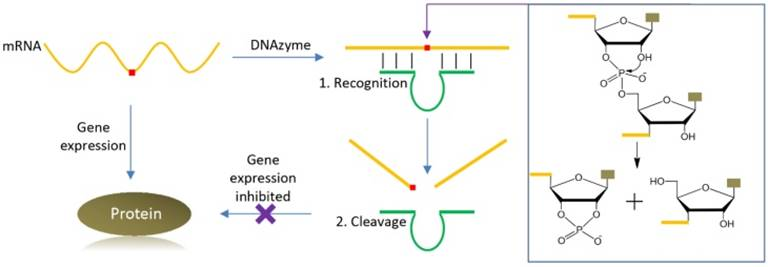 mRNA
DNAzyme
1. Recognition
Gene
expression
Gene
expression
inhibited
Protein
2. Cleavage
O
O
OH
O
P
O-
O
O
OH
O
O
O
P
O
O-
+
HO
O
OH